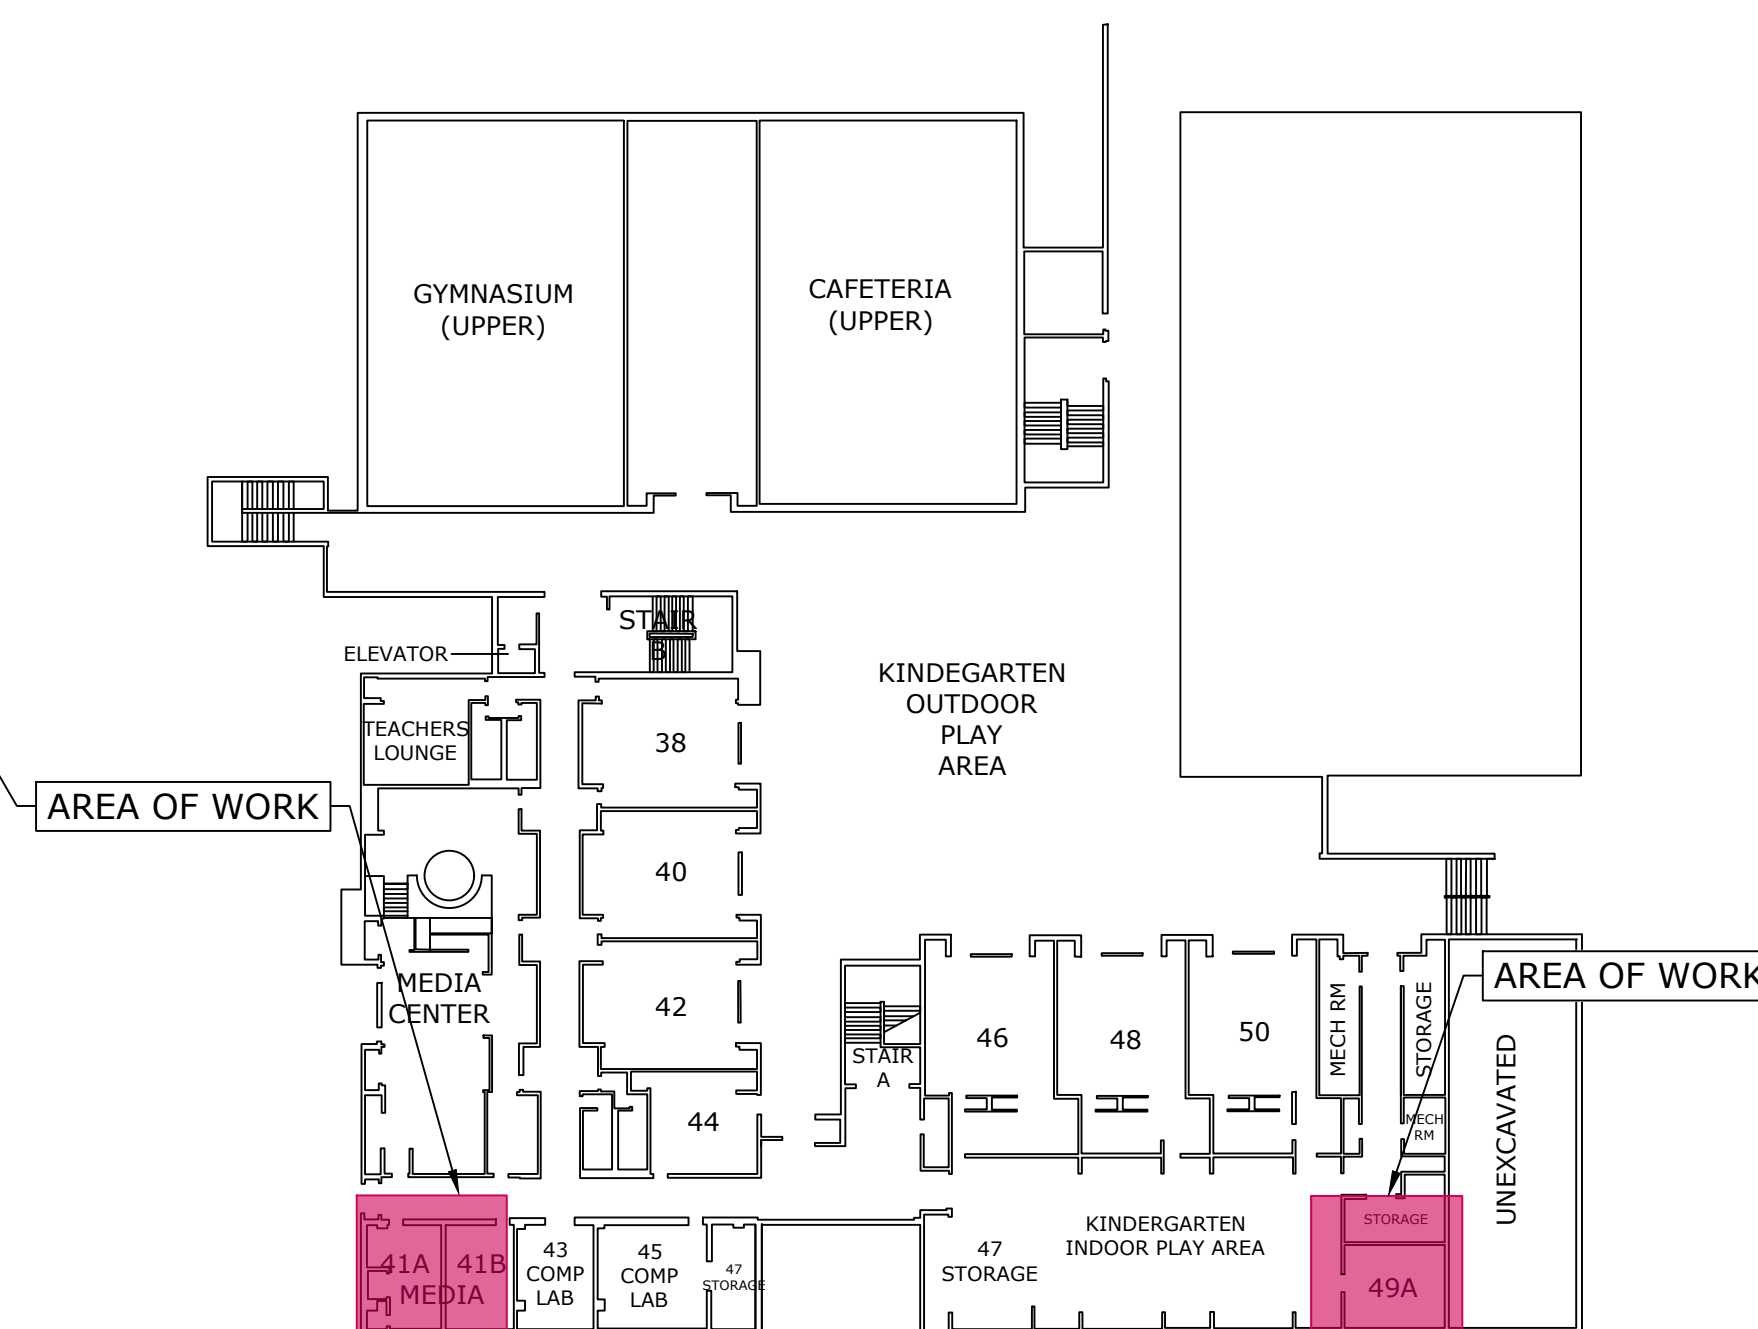 GYMNASIUM
(UPPER)
CAFETERIA
(UPPER)
STAIR
B
ELEVATOR
KINDEGARTEN
OUTDOOR
PLAY
AREA
TEACHERS
LOUNGE
38
AREA OF WORK
40
MEDIA
CENTER
42
AREA OF WORK
46
48
50
MECH RM
STORAGE
UNEXCAVATED
STAIR
A
44
MECH
RM
41A
41B
MEDIA
43
COMP
LAB
45
COMP
LAB
47
STORAGE
47
STORAGE
KINDERGARTEN
INDOOR PLAY AREA
STORAGE
49A